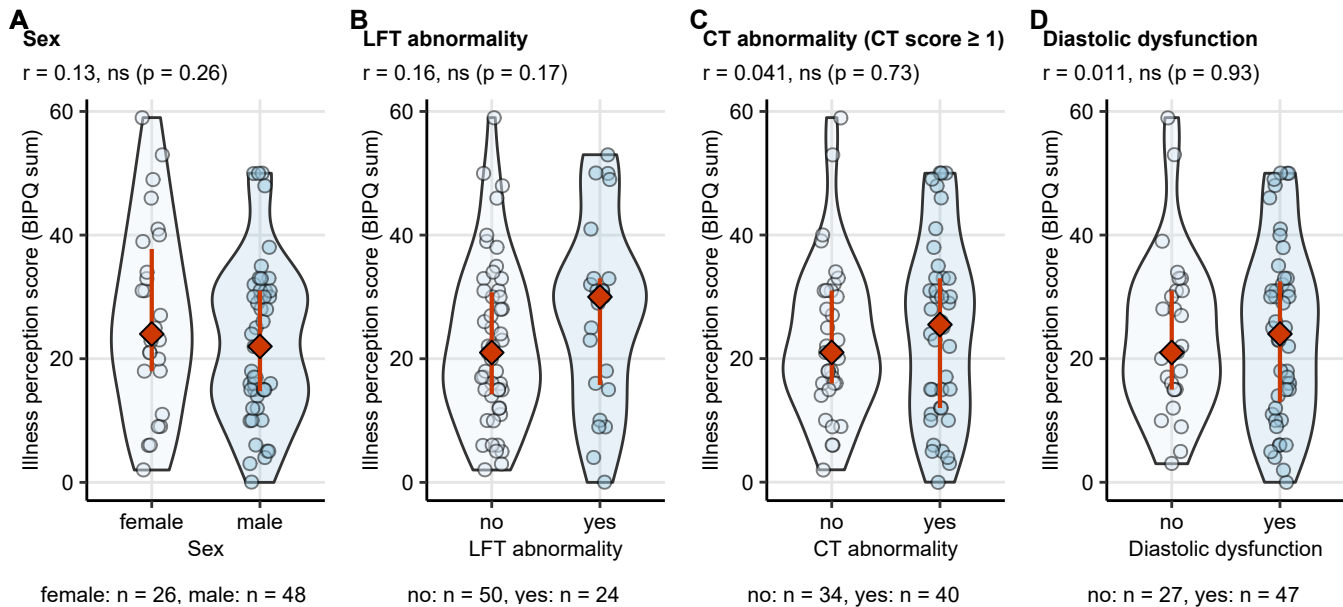 A
Sex
r = 0.13, ns (p = 0.26)
Illness perception score (BIPQ sum)
60
40
20
0
female male
Sex
female: n = 26, male: n = 48
B
LFT abnormality
r = 0.16, ns (p = 0.17)
Illness perception score (BIPQ sum)
60
40
20
0
no yes
LFT abnormality
no: n = 50, yes: n = 24
C
CT abnormality (CT score ≥ 1)
r = 0.041, ns (p = 0.73)
Illness perception score (BIPQ sum)
60
40
20
0
no yes
CT abnormality
no: n = 34, yes: n = 40
D
Diastolic dysfunction
r = 0.011, ns (p = 0.93)
Illness perception score (BIPQ sum)
60
40
20
0
no yes
Diastolic dysfunction
no: n = 27, yes: n = 47